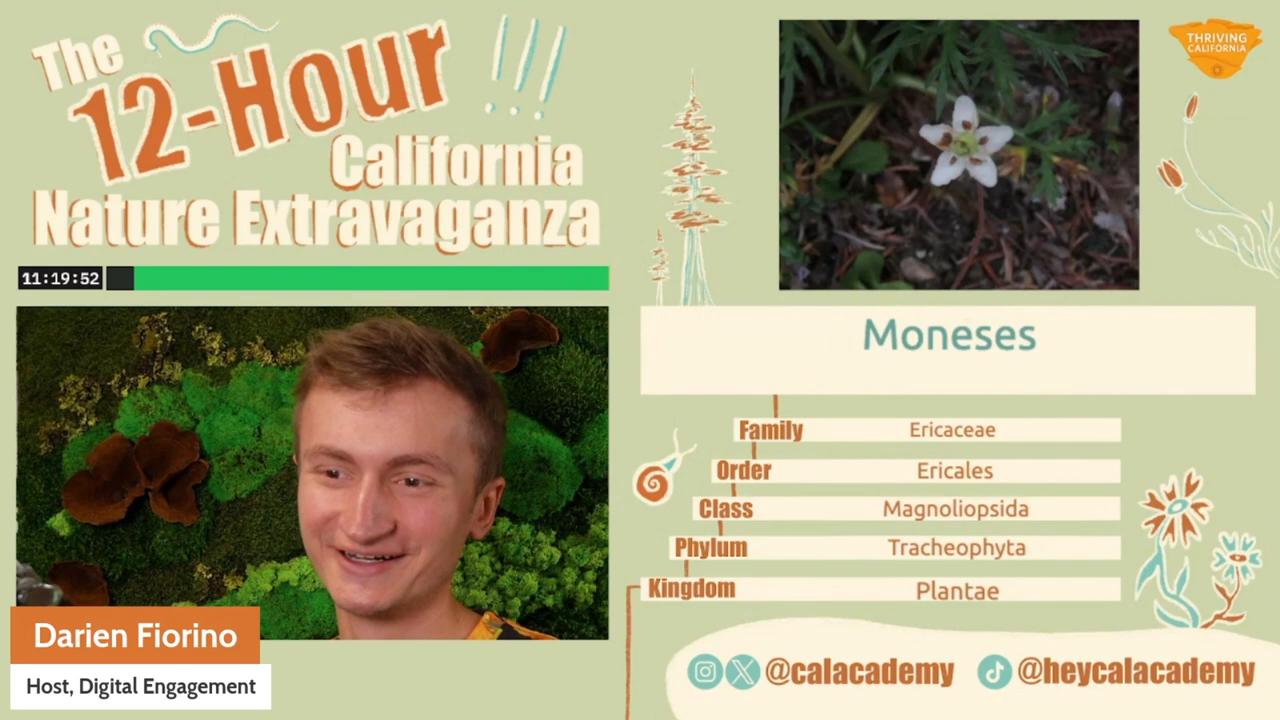 The
12-Hour !!!
California
Nature Extravaganza
11:19:52
Darien Fiorino
Host, Digital Engagement
THRIVING
CALIFORNIA
Moneses
Family Ericaceae
Order Ericales
Class Magnoliopsida
Phylum Tracheophyta
Kingdom Plantae
@calacademy @heycalacademy